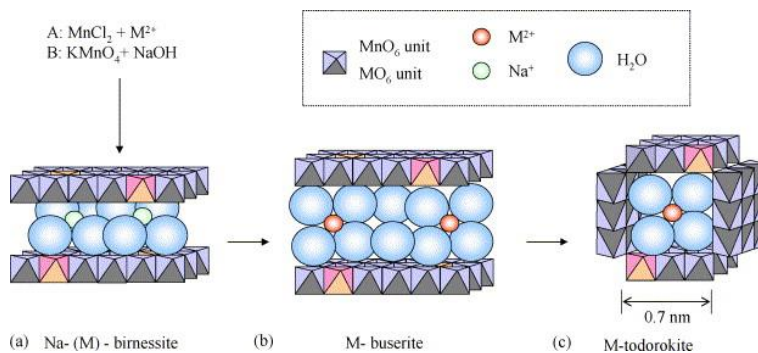 A: MnCl₂ + M²⁺
B: KMnO₄+ NaOH
MnO₆ unit
MO₆ unit
M²⁺
Na⁺
H₂O
0.7 nm
(a) Na- (M) - birnessite
(b) M- buserite
(c) M-todorokite